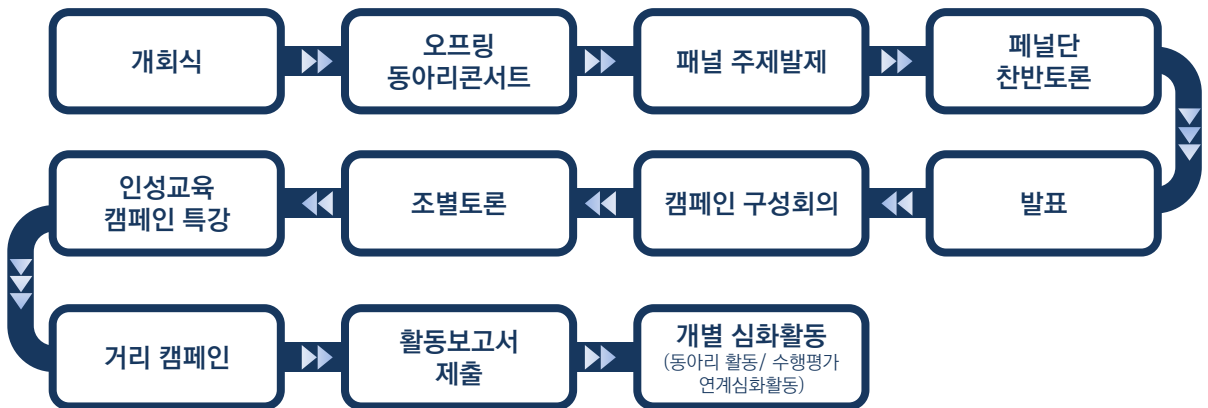 개회식
오프링
동아리콘서트
패널 주제발제
페널단
찬반토론
발표
캠페인 구성회의
조별토론
인성교육
캠페인 특강
거리 캠페인
활동보고서
제출
개별 심화활동
(동아리 활동/ 수행평가
연계심화활동)